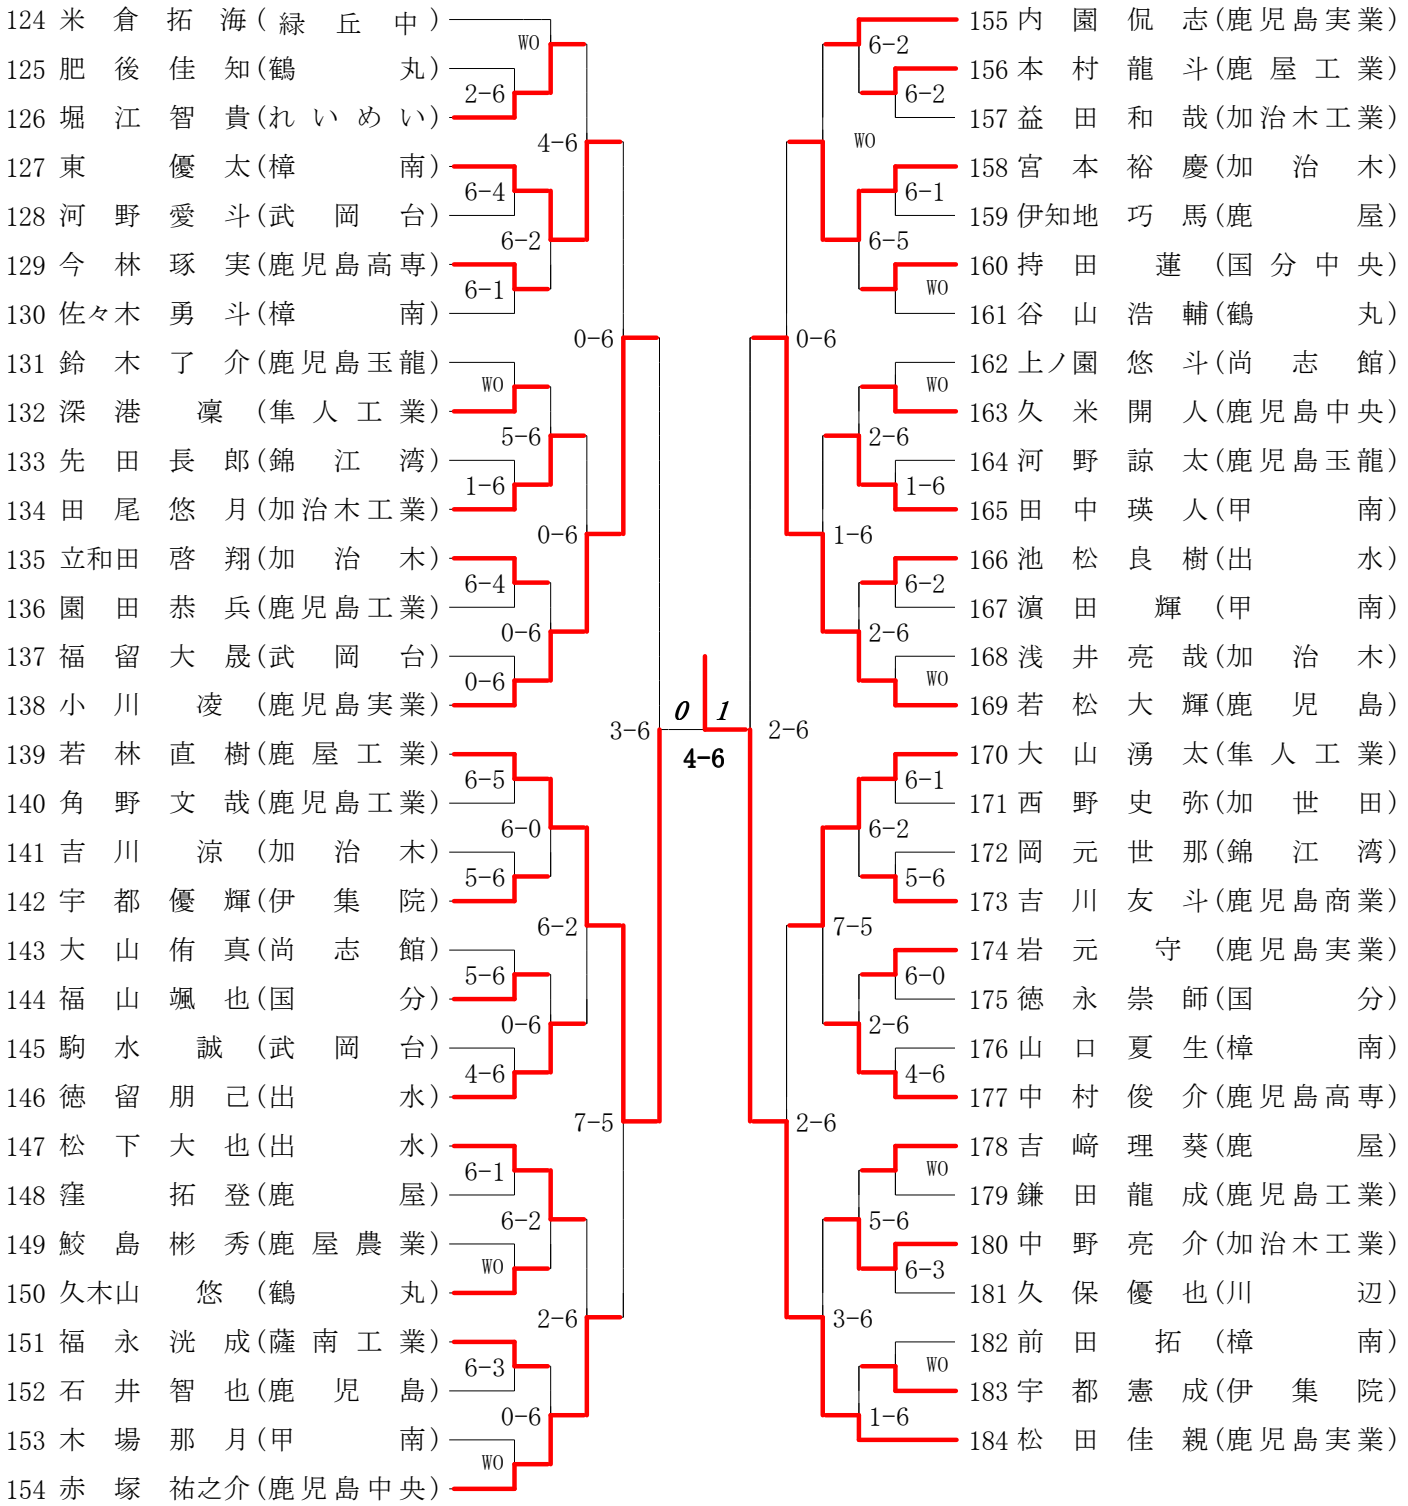 124 米倉拓海(緑丘中)
125 肥後佳知(鶴丸)
126 堀江智貴(れいめい)
127 東優太(樟南)
128 河野愛斗(武岡台)
129 今林琢実(鹿児島高専)
130 佐々木勇斗(樟南)
131 鈴木了介(鹿児島玉龍)
132 深港凜(隼人工業)
133 先田長郎(錦江湾)
134 田尾悠月(加治木工業)
135 立和田啓翔(加治木)
136 園田恭兵(鹿児島工業)
137 福留大晟(武岡台)
138 小川凌(鹿児島実業)
139 若林直樹(鹿屋工業)
140 角野文哉(鹿児島工業)
141 吉川涼(加治木)
142 宇都優輝(伊集院)
143 大山侑真(尚志館)
144 福山颯也(国分)
145 駒水誠(武岡台)
146 徳留朋己(出水)
147 松下大也(出水)
148 窪拓登(鹿屋)
149 鮫島彬秀(鹿屋農業)
150 久木山悠(鶴丸)
151 福永洸成(薩南工業)
152 石井智也(鹿児島)
153 木場那月(甲南)
154 赤塚祐之介(鹿児島中央)
WO
2-6
4-6
6-4
6-2
6-1
0-6
WO
5-6
1-6
0-6
6-4
0-6
0-6
3-6
6-5
6-0
5-6
6-2
5-6
0-6
4-6
7-5
6-1
6-2
WO
2-6
6-3
0-6
WO
0 1
4-6
6-2
6-2
WO
6-1
6-5
WO
0-6
WO
2-6
1-6
1-6
6-2
2-6
WO
2-6
6-1
6-2
5-6
7-5
6-0
2-6
4-6
2-6
WO
5-6
6-3
3-6
WO
1-6
155 内園侃志(鹿児島実業)
156 本村龍斗(鹿屋工業)
157 益田和哉(加治木工業)
158 宮本裕慶(加治木)
159 伊知地巧馬(鹿屋)
160 持田蓮(国分中央)
161 谷山浩輔(鶴丸)
162 上ノ園悠斗(尚志館)
163 久米開人(鹿児島中央)
164 河野諒太(鹿児島玉龍)
165 田中瑛人(甲南)
166 池松良樹(出水)
167 濵田輝(甲南)
168 浅井亮哉(加治木)
169 若松大輝(鹿児島)
170 大山湧太(隼人工業)
171 西野史弥(加世田)
172 岡元世那(錦江湾)
173 吉川友斗(鹿児島商業)
174 岩元守(鹿児島実業)
175 徳永崇師(国分)
176 山口夏生(樟南)
177 中村俊介(鹿児島高専)
178 吉﨑理葵(鹿屋)
179 鎌田龍成(鹿児島工業)
180 中野亮介(加治木工業)
181 久保優也(川辺)
182 前田拓(樟南)
183 宇都憲成(伊集院)
184 松田佳親(鹿児島実業)